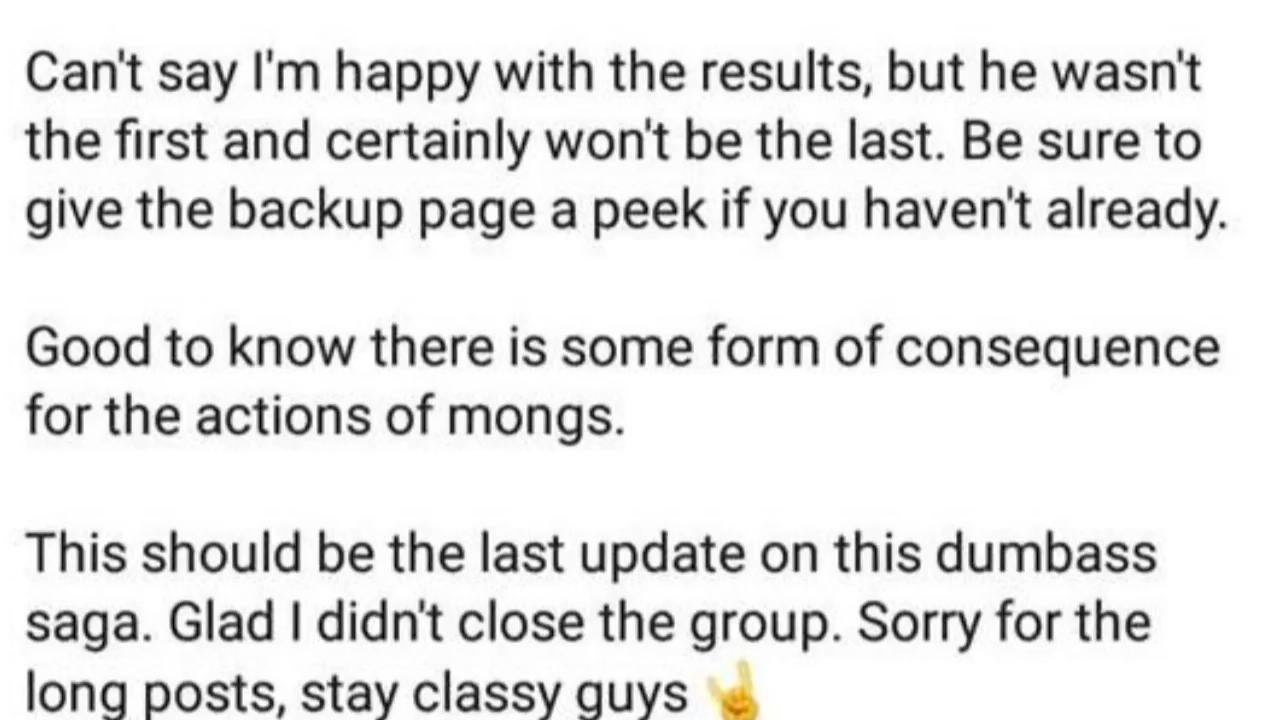 Can't say I'm happy with the results, but he wasn't
the first and certainly won't be the last. Be sure to
give the backup page a peek if you haven't already.
Good to know there is some form of consequence
for the actions of mongs.
This should be the last update on this dumbass
saga. Glad I didn't close the group. Sorry for the
long posts, stay classy guys 🤘